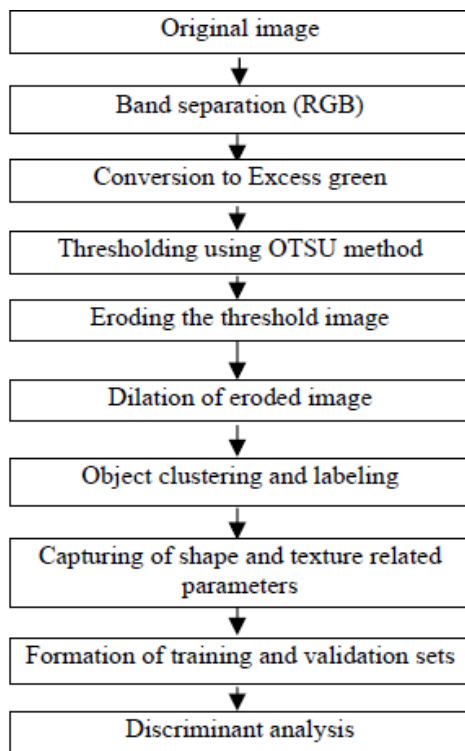 Original image
Band separation (RGB)
Conversion to Excess green
Thresholding using OTSU method
Eroding the threshold image
Dilation of eroded image
Object clustering and labeling
Capturing of shape and texture related
parameters
Formation of training and validation sets
Discriminant analysis